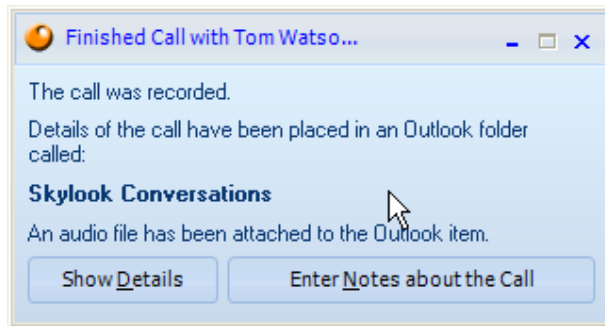 Finished Call with Tom Watso...
The call was recorded.
Details of the call have been placed in an Outlook folder
called:
Skylook Conversations
An audio file has been attached to the Outlook item.
Show Details
Enter Notes about the Call